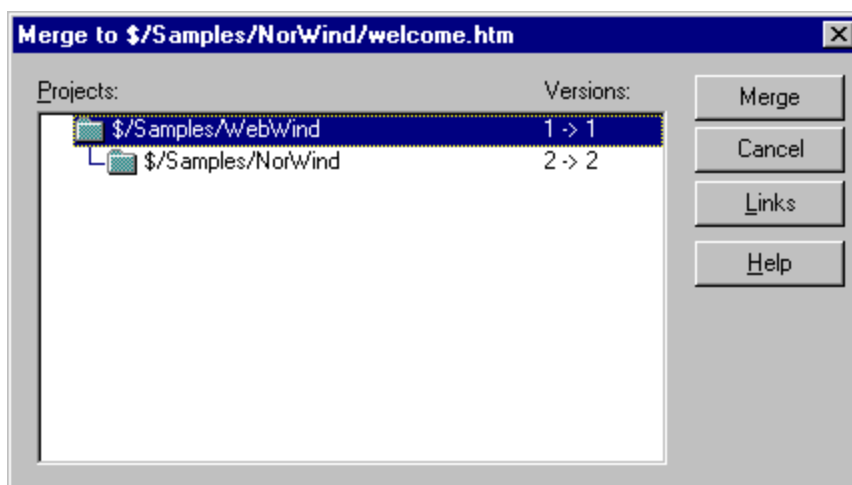 Merge to $/Samples/NorWind/welcome.htm
Projects: Versions:
$/Samples/WebWind 1 -> 1
$/Samples/NorWind 2 -> 2
Merge
Cancel
Links
Help